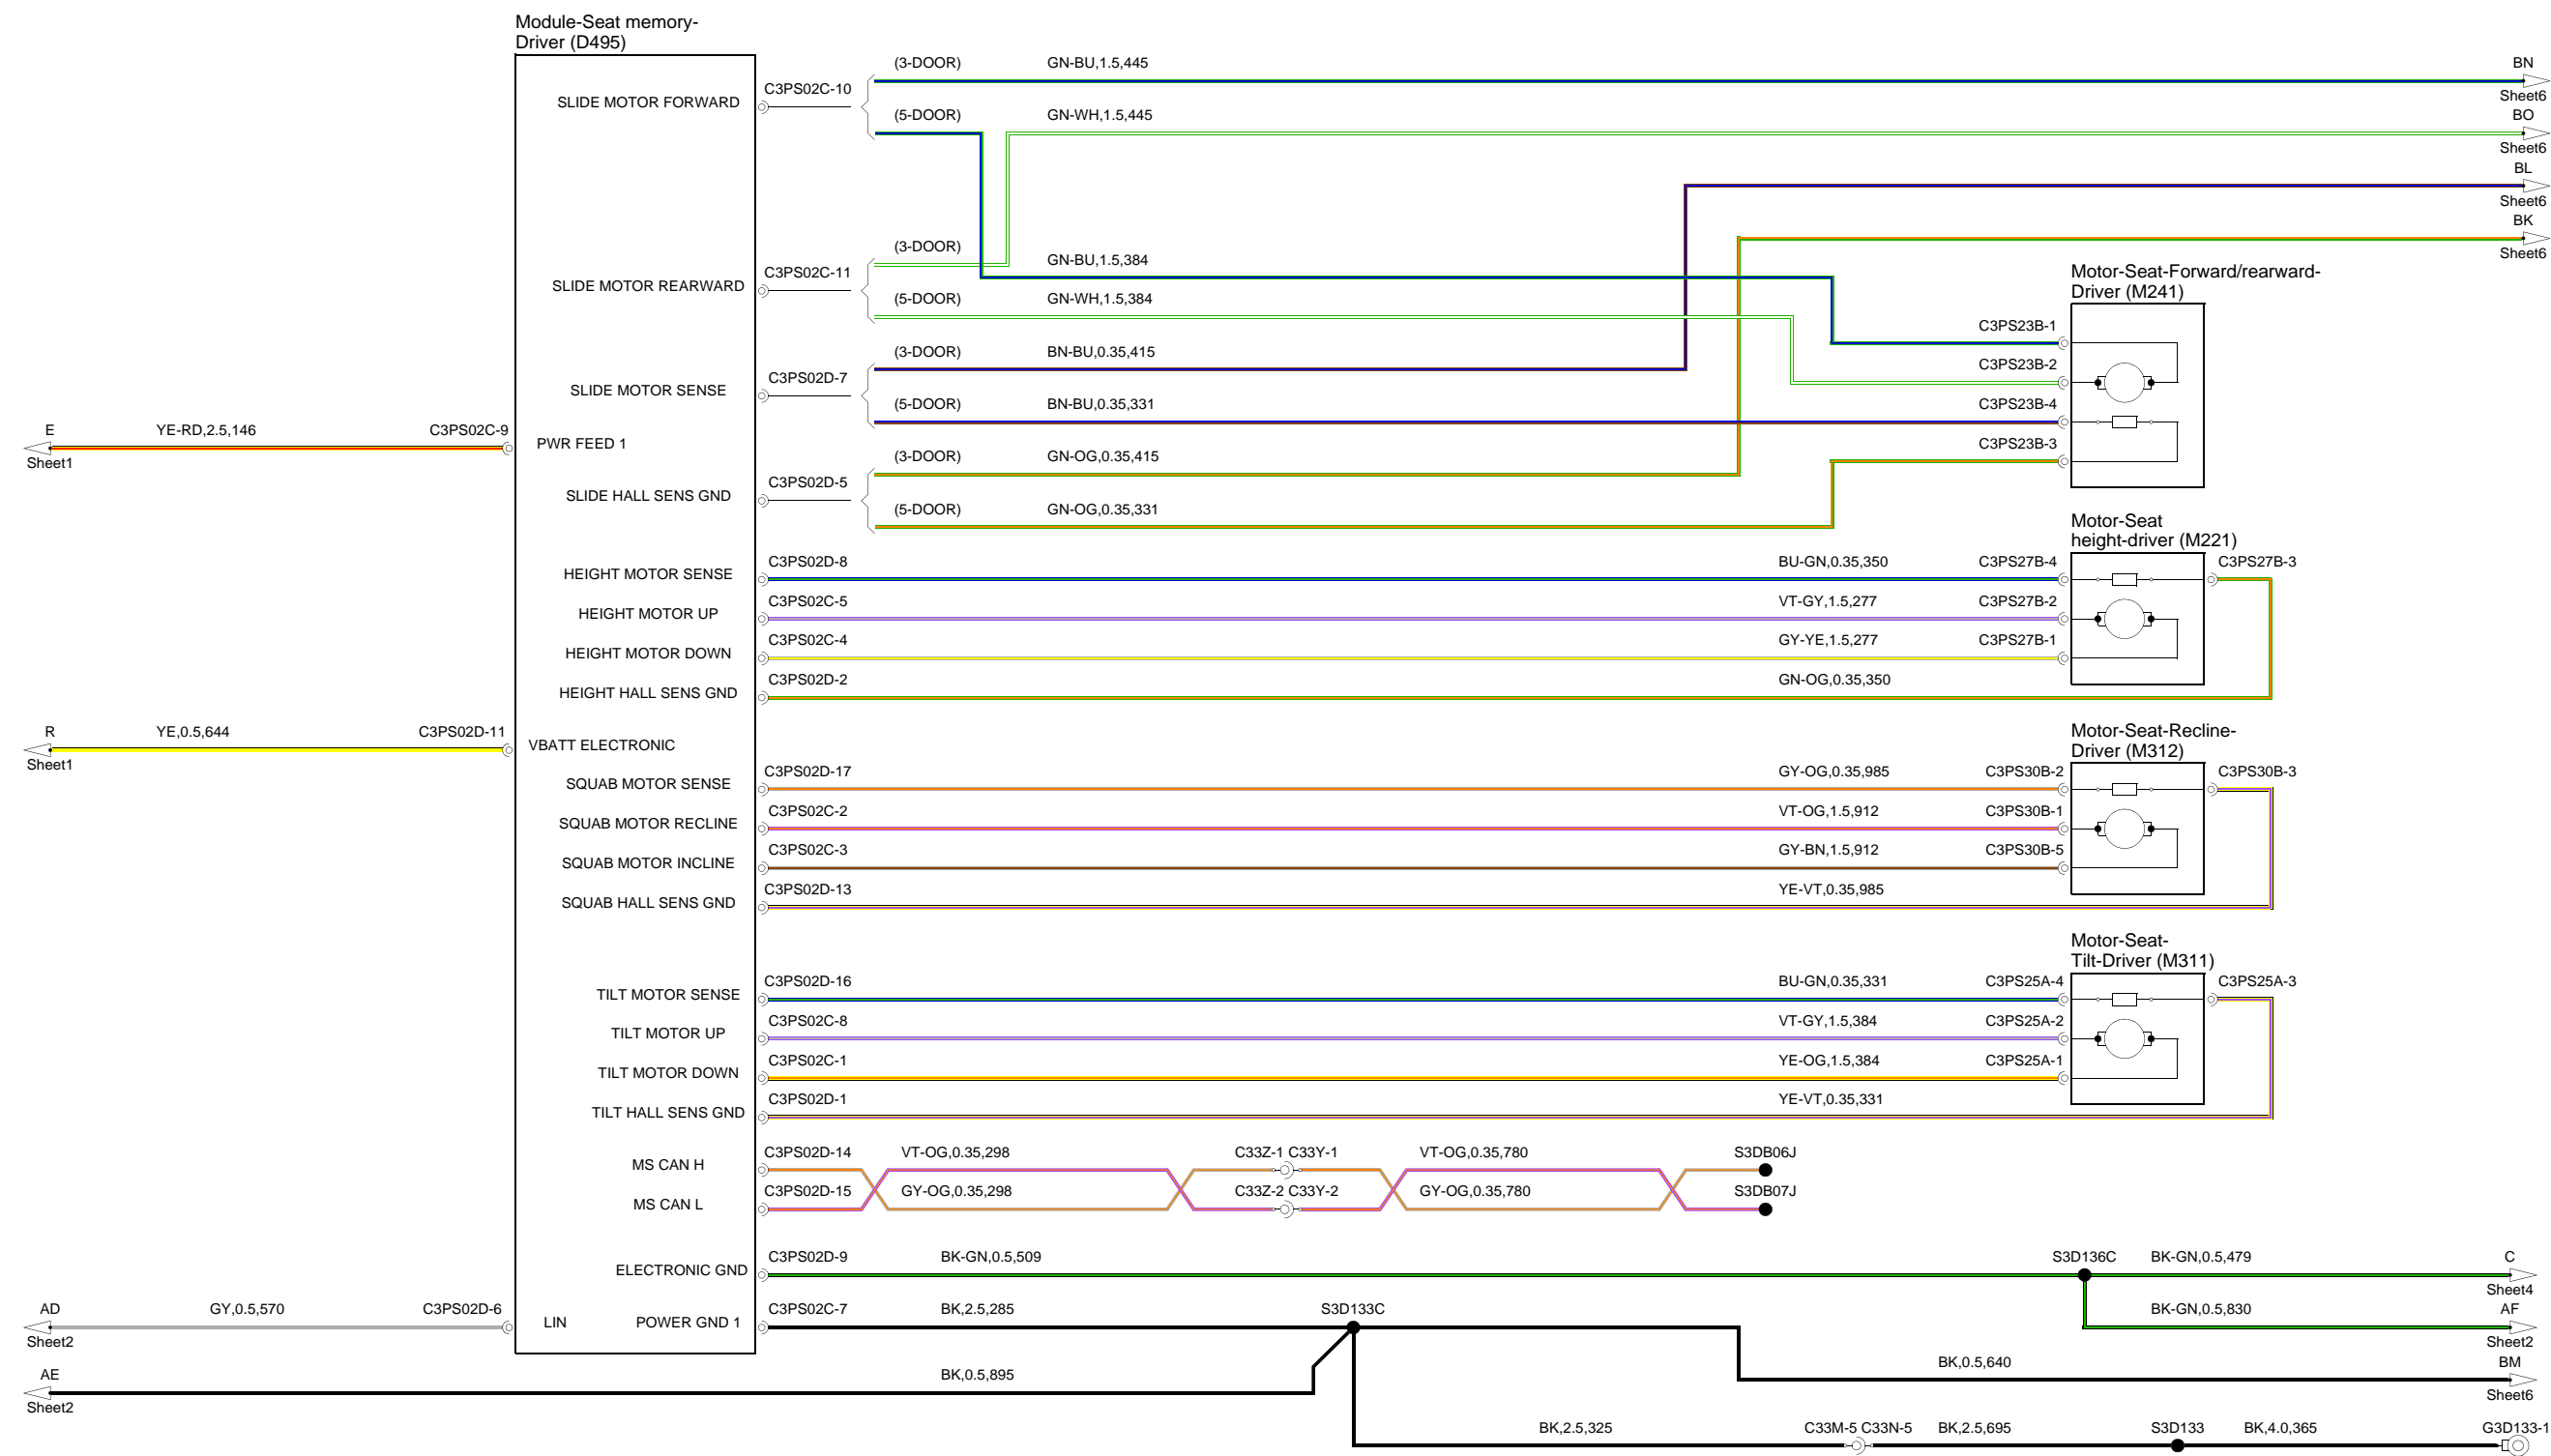 Module-Seat memory-
Driver (D495)
(3-DOOR) GN-BU,1.5,445 BN
SLIDE MOTOR FORWARD C3PS02C-10 Sheet6
(5-DOOR) GN-WH,1.5,445 BO
Sheet6
BL
Sheet6
BK
(3-DOOR) Sheet6
GN-BU,1.5,384
SLIDE MOTOR REARWARD C3PS02C-11
(5-DOOR) GN-WH,1.5,384
Motor-Seat-Forward/rearward-
Driver (M241)
C3PS23B-1
(3-DOOR) BN-BU,0.35,415 C3PS23B-2
SLIDE MOTOR SENSE C3PS02D-7
(5-DOOR) BN-BU,0.35,331 C3PS23B-4
E YE-RD,2.5,146 C3PS02C-9 PWR FEED 1
Sheet1
C3PS23B-3
(3-DOOR) GN-OG,0.35,415
SLIDE HALL SENS GND C3PS02D-5
(5-DOOR) GN-OG,0.35,331
Motor-Seat
height-driver (M221)
HEIGHT MOTOR SENSE C3PS02D-8 BU-GN,0.35,350 C3PS27B-4 C3PS27B-3
HEIGHT MOTOR UP C3PS02C-5 VT-GY,1.5,277 C3PS27B-2
HEIGHT MOTOR DOWN C3PS02C-4 GY-YE,1.5,277 C3PS27B-1
HEIGHT HALL SENS GND C3PS02D-2 GN-OG,0.35,350
R YE,0.5,644 C3PS02D-11 VBATT ELECTRONIC
Sheet1
Motor-Seat-Recline-
Driver (M312)
SQUAB MOTOR SENSE C3PS02D-17 GY-OG,0.35,985 C3PS30B-2 C3PS30B-3
SQUAB MOTOR RECLINE C3PS02C-2 VT-OG,1.5,912 C3PS30B-1
SQUAB MOTOR INCLINE C3PS02C-3 GY-BN,1.5,912 C3PS30B-5
SQUAB HALL SENS GND C3PS02D-13 YE-VT,0.35,985
Motor-Seat-
Tilt-Driver (M311)
TILT MOTOR SENSE C3PS02D-16 BU-GN,0.35,331 C3PS25A-4 C3PS25A-3
TILT MOTOR UP C3PS02C-8 VT-GY,1.5,384 C3PS25A-2
TILT MOTOR DOWN C3PS02C-1 YE-OG,1.5,384 C3PS25A-1
TILT HALL SENS GND C3PS02D-1 YE-VT,0.35,331
MS CAN H C3PS02D-14 VT-OG,0.35,298 C33Z-1 C33Y-1 VT-OG,0.35,780 S3DB06J
MS CAN L C3PS02D-15 GY-OG,0.35,298 C33Z-2 C33Y-2 GY-OG,0.35,780 S3DB07J
ELECTRONIC GND C3PS02D-9 BK-GN,0.5,509 S3D136C BK-GN,0.5,479 C
Sheet4
AD GY,0.5,570 C3PS02D-6 LIN POWER GND 1 C3PS02C-7 BK,2.5,285 S3D133C BK-GN,0.5,830 AF
Sheet2 Sheet2
AE BK,0.5,895 BK,0.5,640 BM
Sheet2 Sheet6
BK,2.5,325 C33M-5 C33N-5 BK,2.5,695 S3D133 BK,4.0,365 G3D133-1